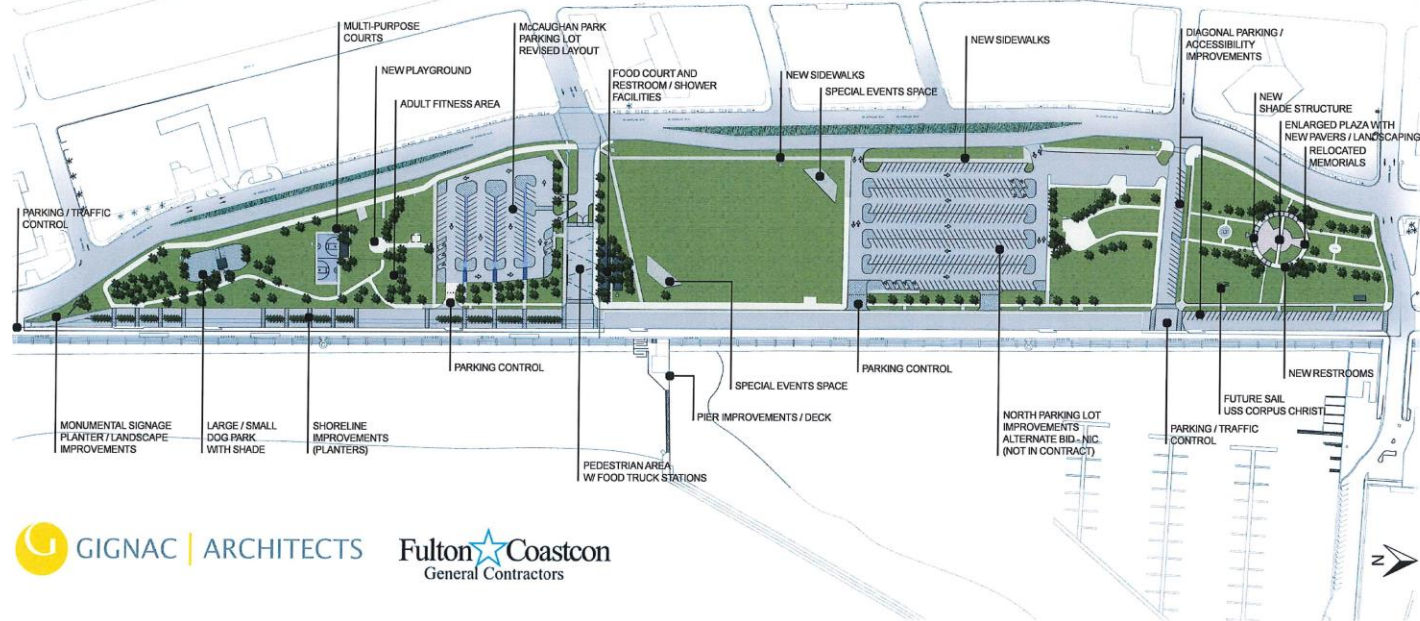 MULTI-PURPOSE
COURTS
McCAUGHAN PARK
PARKING LOT
REVISED LAYOUT
NEW PLAYGROUND
ADULT FITNESS AREA
FOOD COURT AND
RESTROOM / SHOWER
FACILITIES
NEW SIDEWALKS
SPECIAL EVENTS SPACE
NEW SIDEWALKS
DIAGONAL PARKING /
ACCESSIBILITY
IMPROVEMENTS
NEW
SHADE STRUCTURE
ENLARGED PLAZA WITH
NEW PAVERS / LANDSCAPING
RELOCATED
MEMORIALS
PARKING / TRAFFIC
CONTROL
MONUMENTAL SIGNAGE
PLANTER / LANDSCAPE
IMPROVEMENTS
LARGE / SMALL
DOG PARK
WITH SHADE
SHORELINE
IMPROVEMENTS
(PLANTERS)
PARKING CONTROL
PEDESTRIAN AREA
W/ FOOD TRUCK STATIONS
PIER IMPROVEMENTS / DECK
SPECIAL EVENTS SPACE
PARKING CONTROL
NORTH PARKING LOT
IMPROVEMENTS
ALTERNATE BID - NIC
(NOT IN CONTRACT)
PARKING / TRAFFIC
CONTROL
FUTURE SAIL
USS CORPUS CHRISTI
NEW RESTROOMS
GIGNAC | ARCHITECTS
Fulton Coastcon
General Contractors
N